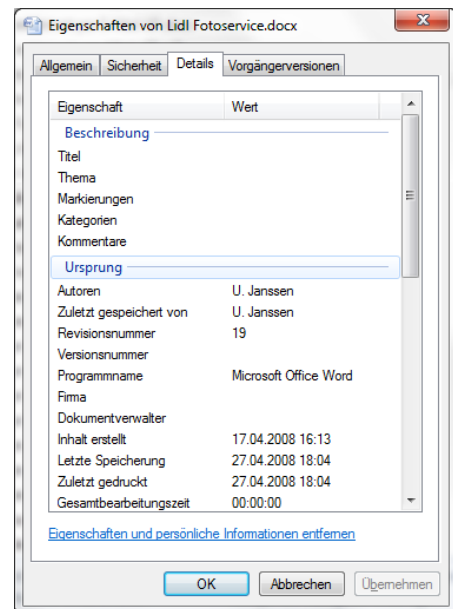 Eigenschaften von Lidl Fotoservice.docx
Allgemein Sicherheit Details Vorgängerversionen
Eigenschaft Wert
Beschreibung
Titel
Thema
Markierungen
Kategorien
Kommentare
Ursprung
Autoren U. Janssen
Zuletzt gespeichert von U. Janssen
Revisionsnummer 19
Versionsnummer
Programmname Microsoft Office Word
Firma
Dokumentverwalter
Inhalt erstellt 17.04.2008 16:13
Letzte Speicherung 27.04.2008 18:04
Zuletzt gedruckt 27.04.2008 18:04
Gesamtbearbeitungszeit 00:00:00
Eigenschaften und persönliche Informationen entfernen
OK Abbrechen Übernehmen